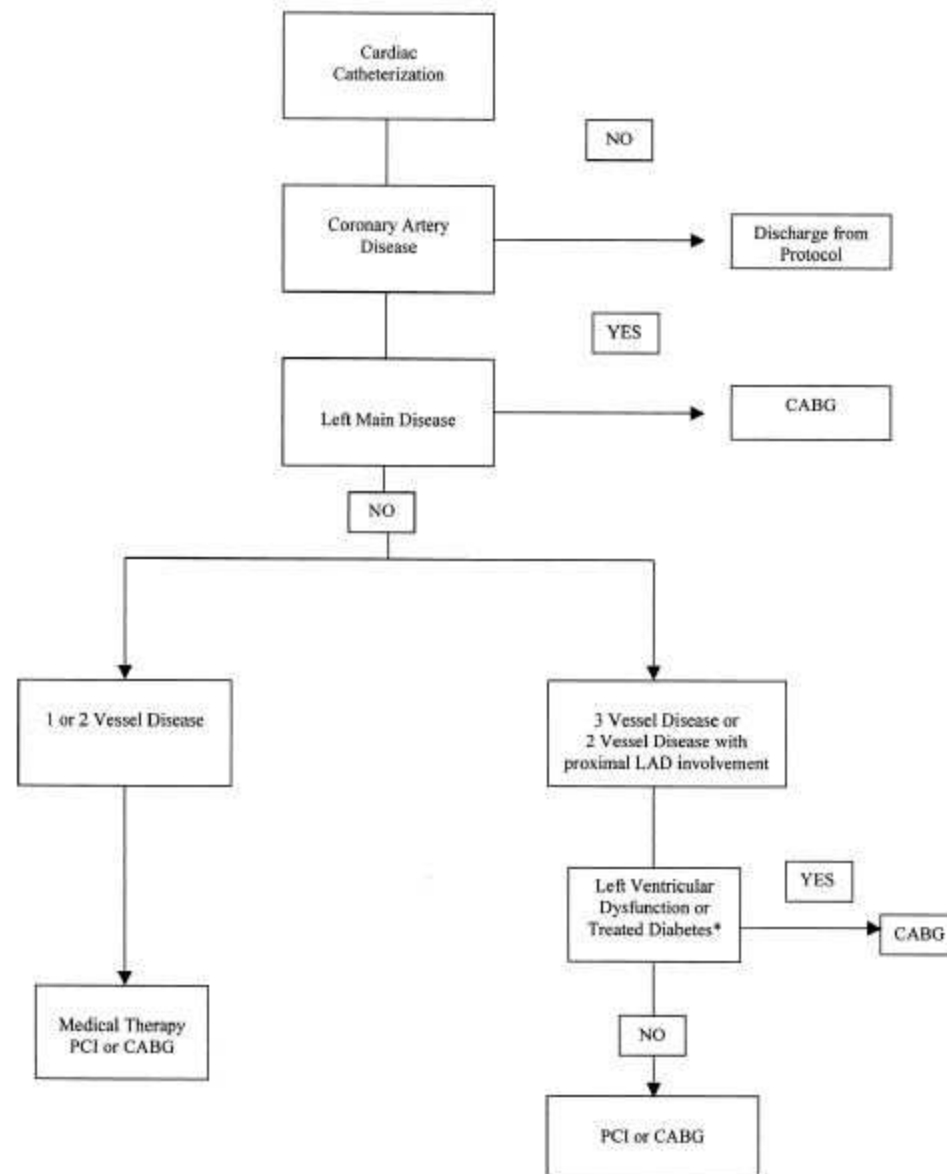 Cardiac
Catheterization
NO
Coronary Artery
Disease
Discharge from
Protocol
YES
Left Main Disease
CABG
NO
1 or 2 Vessel Disease
3 Vessel Disease or
2 Vessel Disease with
proximal LAD involvement
Left Ventricular
Dysfunction or
Treated Diabetes*
YES
CABG
Medical Therapy
PCI or CABG
NO
PCI or CABG